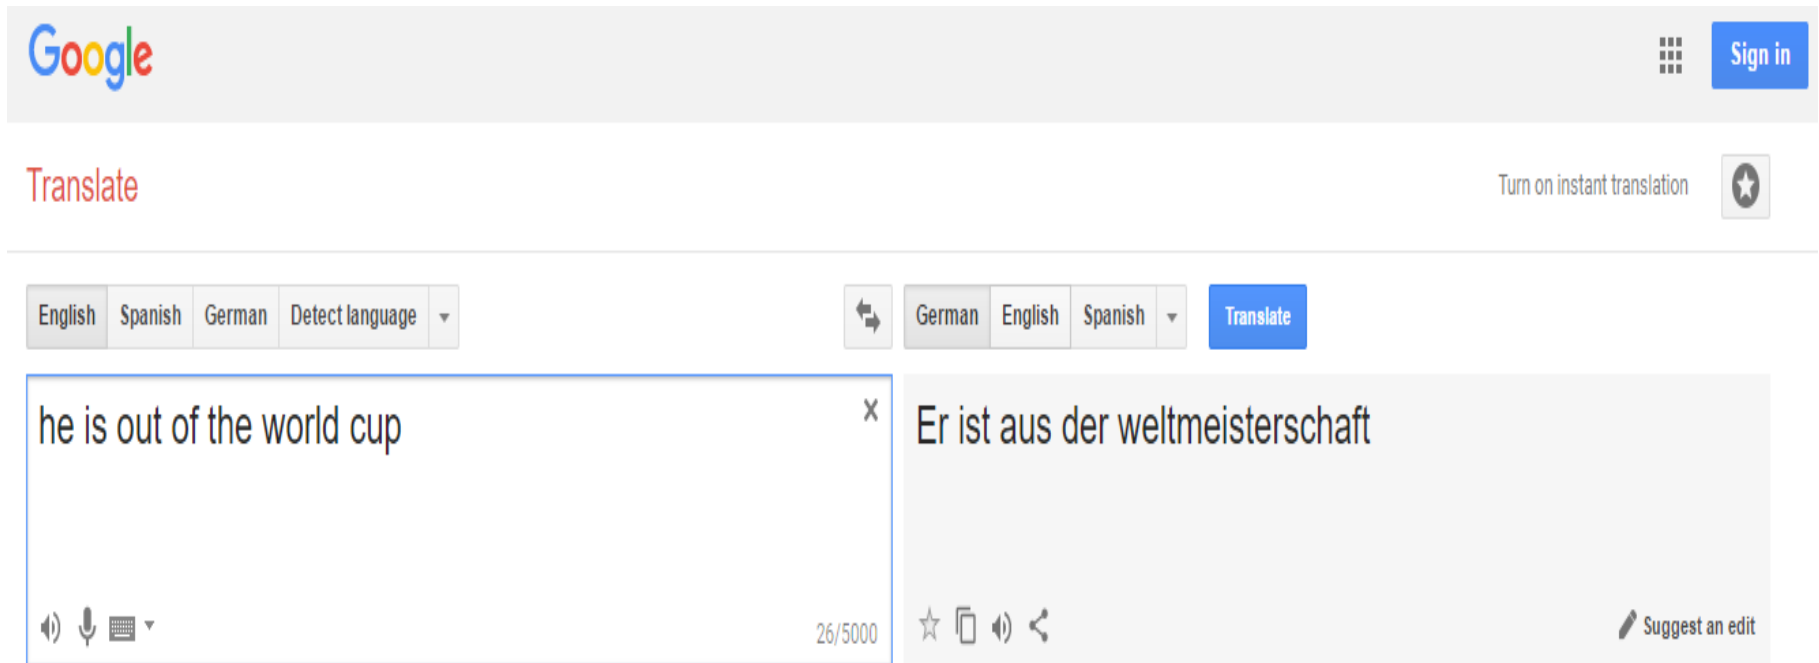 Google
Sign in
Translate
Turn on instant translation
English Spanish German Detect language
German English Spanish Translate
he is out of the world cup
Er ist aus der weltmeisterschaft
26/5000
Suggest an edit